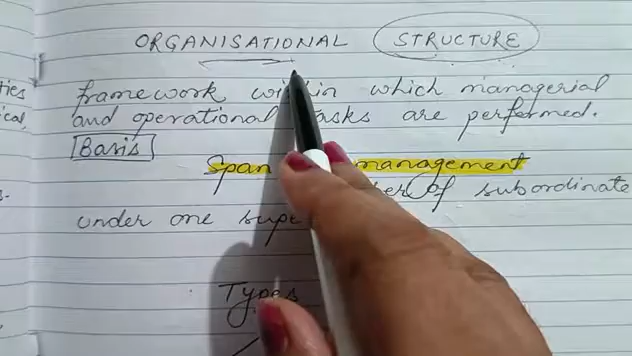 ORGANISATIONAL STRUCTURE
framework within which managerial
and operational tasks are performed.
Basis
Span management
of subordinate
under one
Types